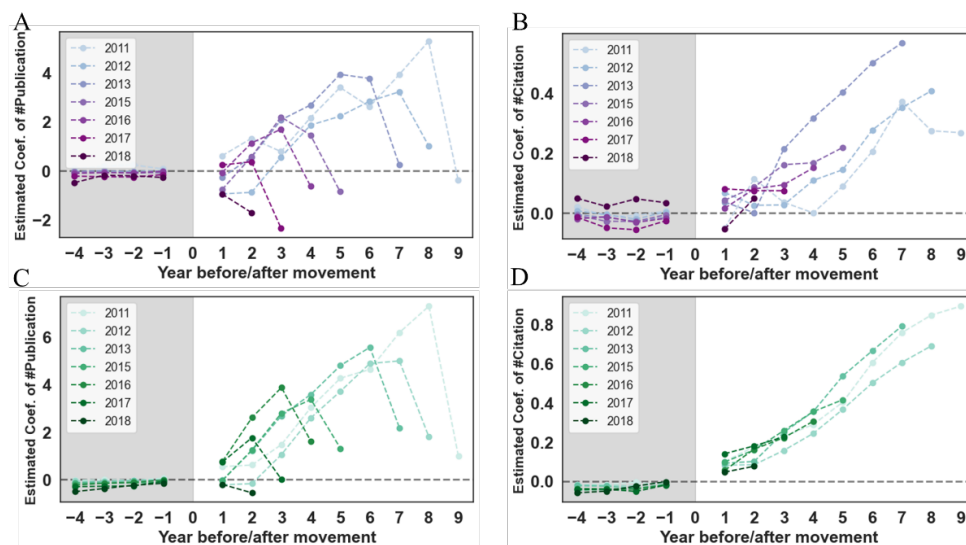 A
Estimated Coef. of #Publication
4
2
0
−2
2011
2012
2013
2015
2016
2017
2018
−4 −3 −2 −1 0 1 2 3 4 5 6 7 8 9
Year before/after movement
B
Estimated Coef. of #Citation
0.4
0.2
0.0
2011
2012
2013
2015
2016
2017
2018
−4 −3 −2 −1 0 1 2 3 4 5 6 7 8 9
Year before/after movement
C
Estimated Coef. of #Publication
6
4
2
0
2011
2012
2013
2015
2016
2017
2018
−4 −3 −2 −1 0 1 2 3 4 5 6 7 8 9
Year before/after movement
D
Estimated Coef. of #Citation
0.8
0.6
0.4
0.2
0.0
2011
2012
2013
2015
2016
2017
2018
−4 −3 −2 −1 0 1 2 3 4 5 6 7 8 9
Year before/after movement